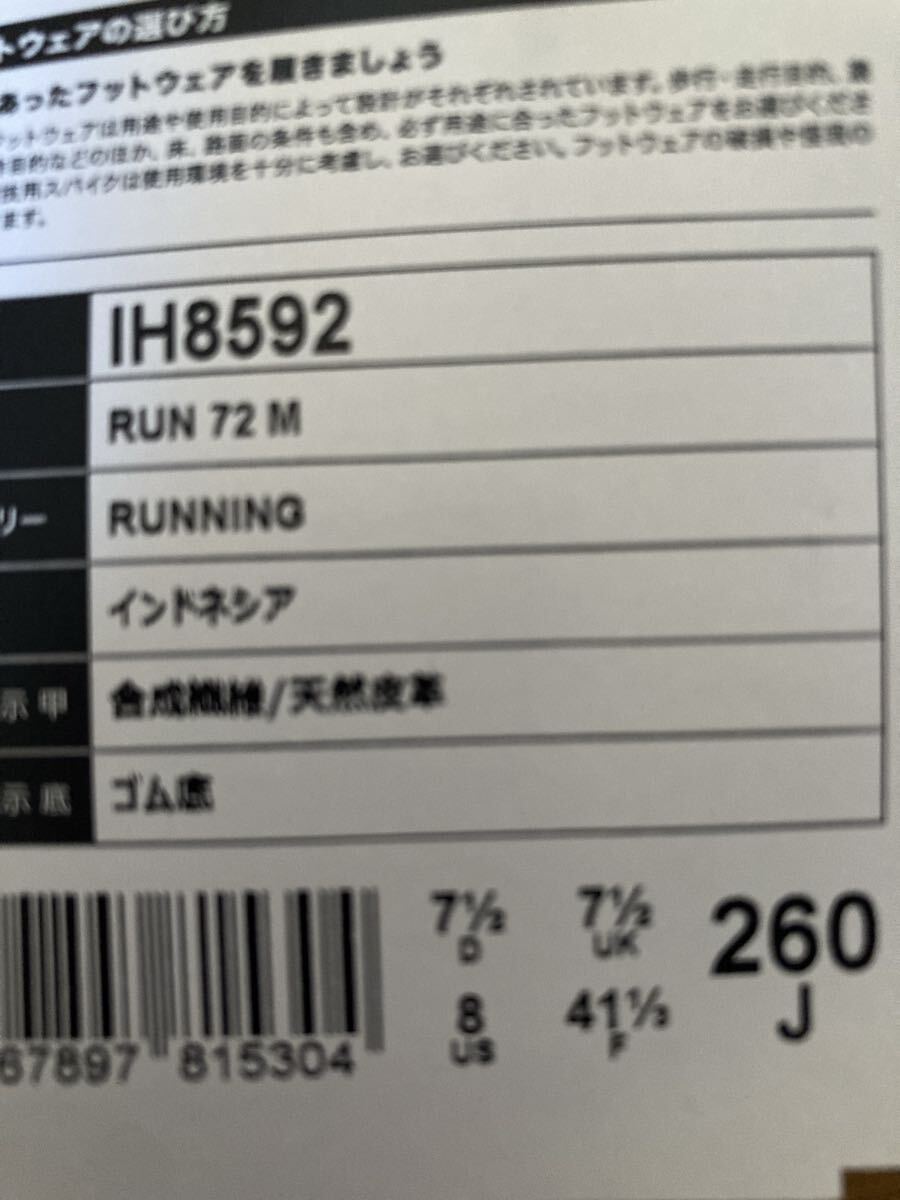 トウェアの選び方
あったフットウェアを履きましょう
フットウェアは用途や使用目的によって設計がそれぞれされています。歩行・走行目的、
目的などのほか、床、路面の条件も含め、必ず用途に合ったフットウェアをお選びくださ
技用スパイクは使用環境を十分に考慮し、お選びください。フットウェアの破損や怪我の
ます。
IH8592
RUN 72 M
リー RUNNING
インドネシア
示 甲 合成繊維/天然皮革
示 底 ゴム底
7½ 7½ 260
D UK J
8 41⅓
US F
67897 815304